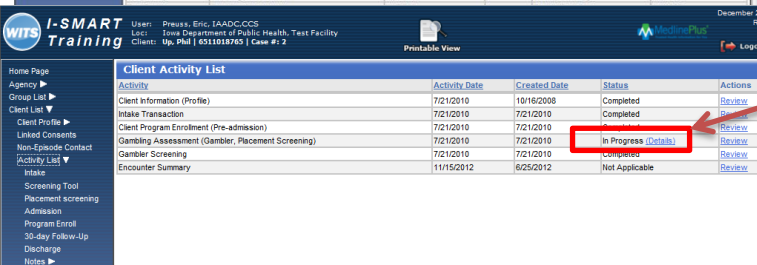 WITS I-SMART Training
User: Preuss, Eric, IAADC,CCS
Loc: Iowa Department of Public Health, Test Facility
Client: Up, Phil | 6511018765 | Case #: 2
Printable View
MedlinePlus
December
Logo
Home Page
Agency ▶
Group List ▶
Client List ▼
Client Profile ▶
Linked Consents
Non-Episode Contact
Activity List ▼
Intake
Screening Tool
Placement screening
Admission
Program Enroll
30-day Follow-Up
Discharge
Notes ▶
Client Activity List
Activity Activity Date Created Date Status Actions
Client Information (Profile) 7/21/2010 10/16/2008 Completed Review
Intake Transaction 7/21/2010 7/21/2010 Completed Review
Client Program Enrollment (Pre-admission) 7/21/2010 7/21/2010 Completed Review
Gambling Assessment (Gambler, Placement Screening) 7/21/2010 7/21/2010 In Progress (Details) Review
Gambler Screening 7/21/2010 7/21/2010 Completed Review
Encounter Summary 11/15/2012 6/25/2012 Not Applicable Review